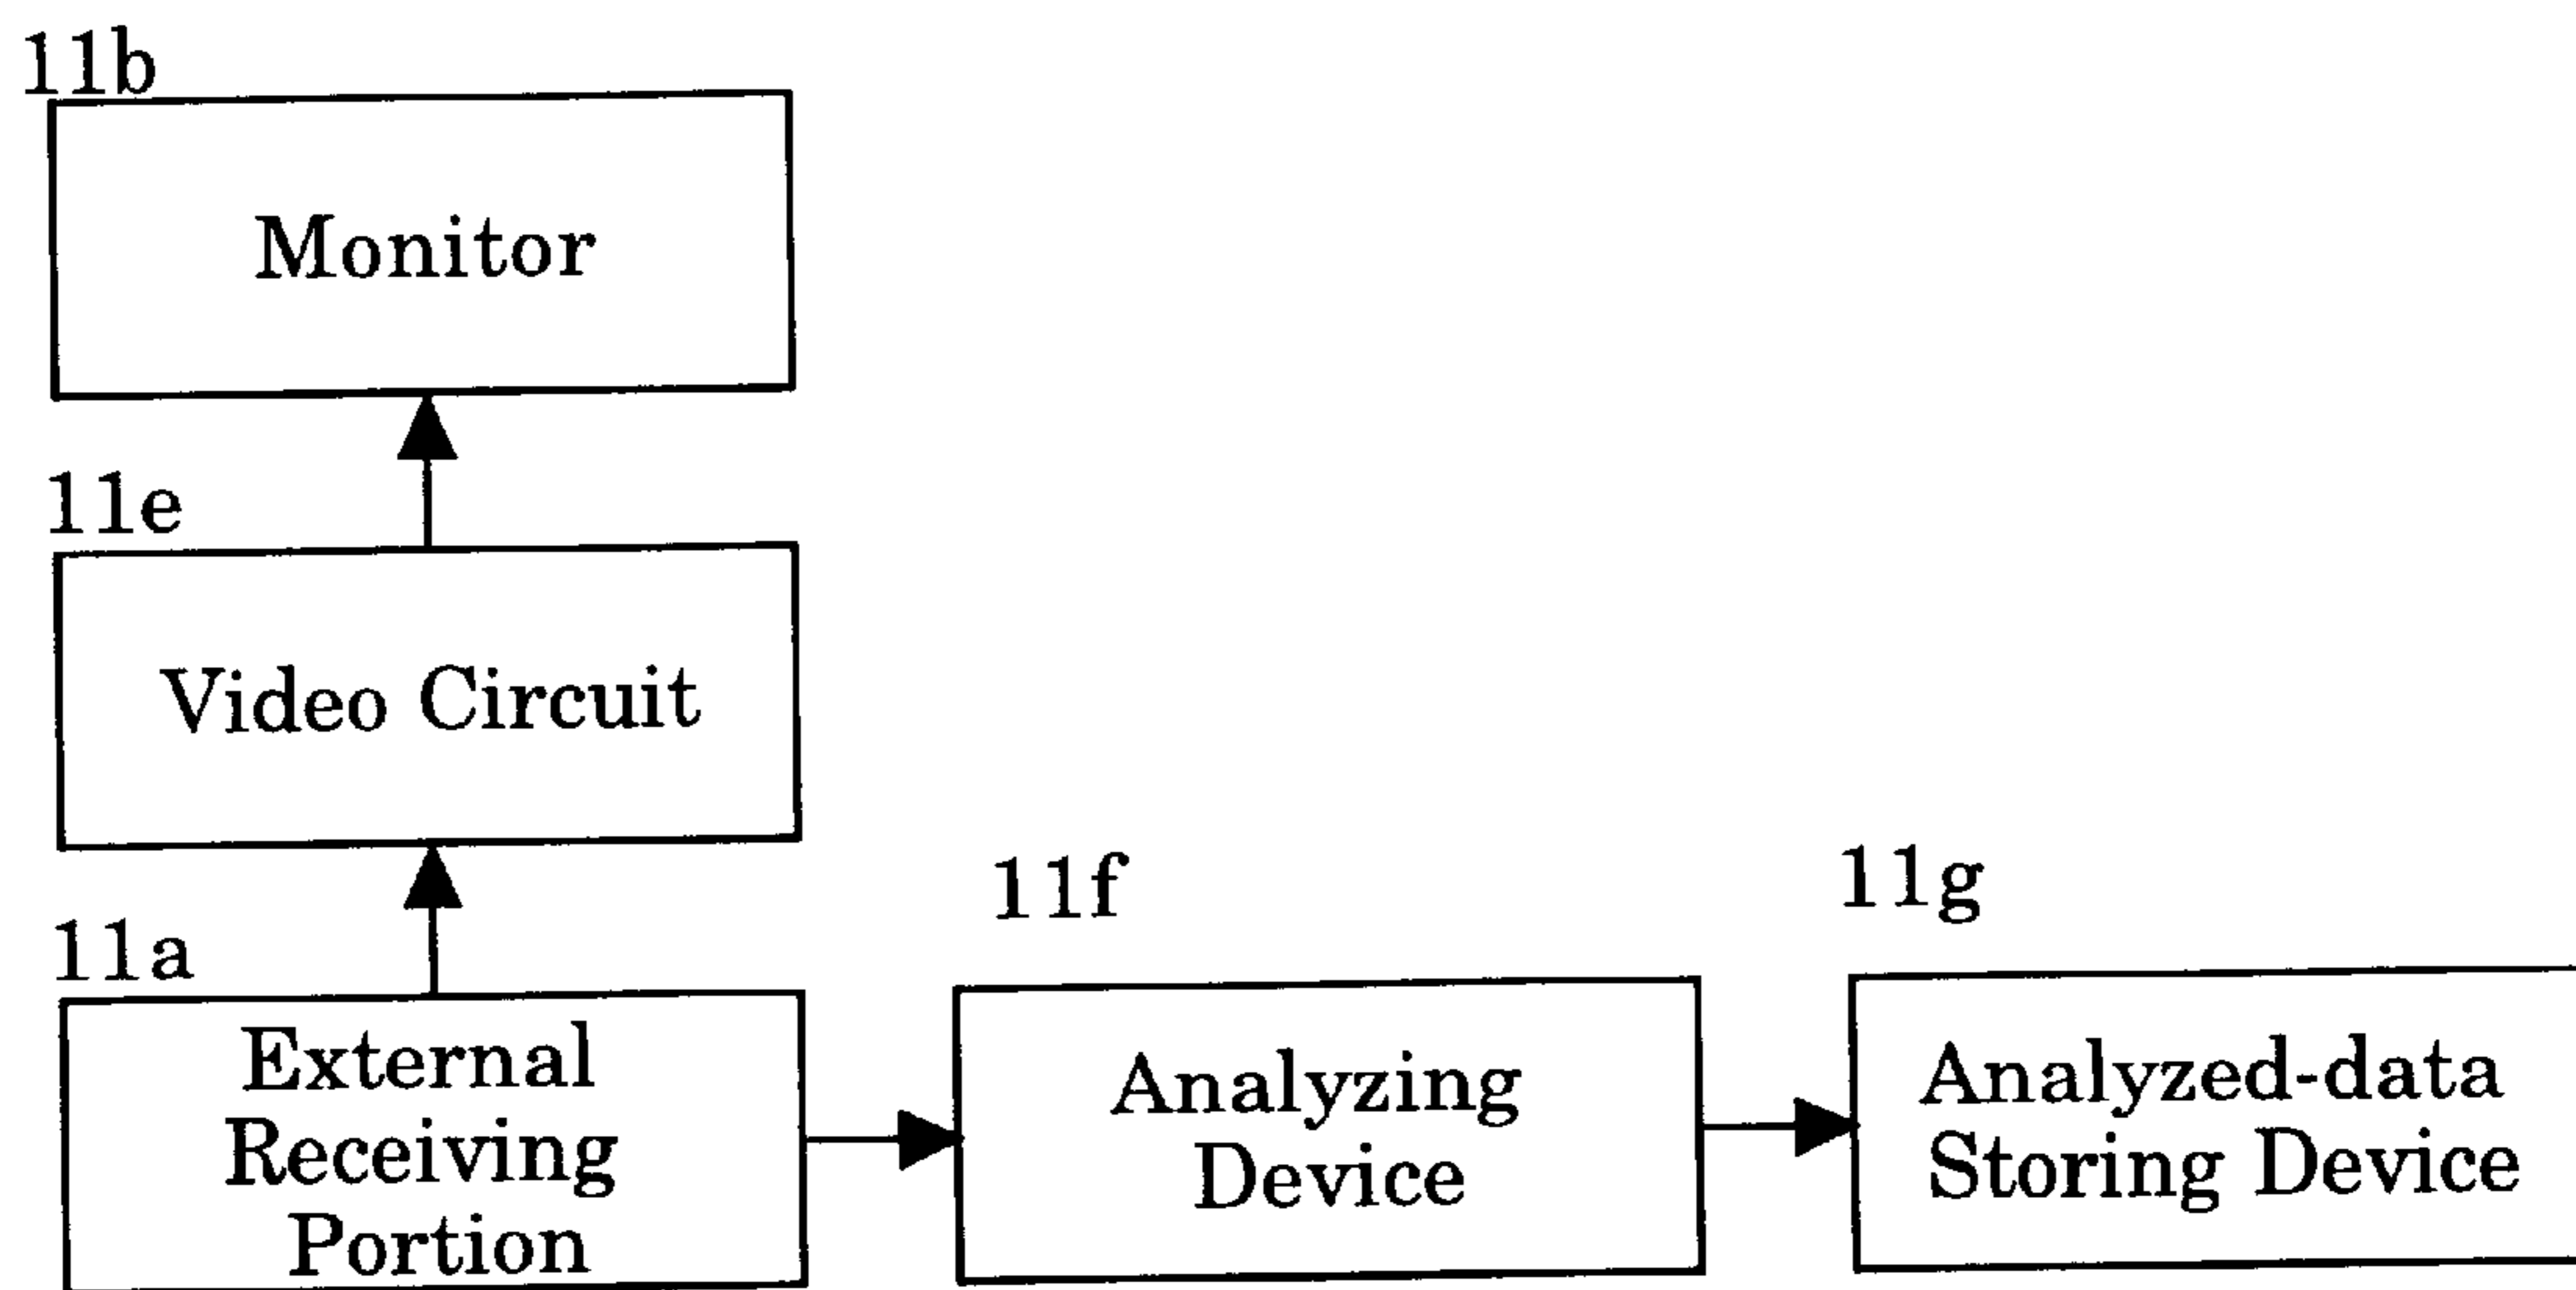 11b
Monitor
11e
Video Circuit
11a
External
Receiving
Portion
11f
Analyzing
Device
11g
Analyzed-data
Storing Device